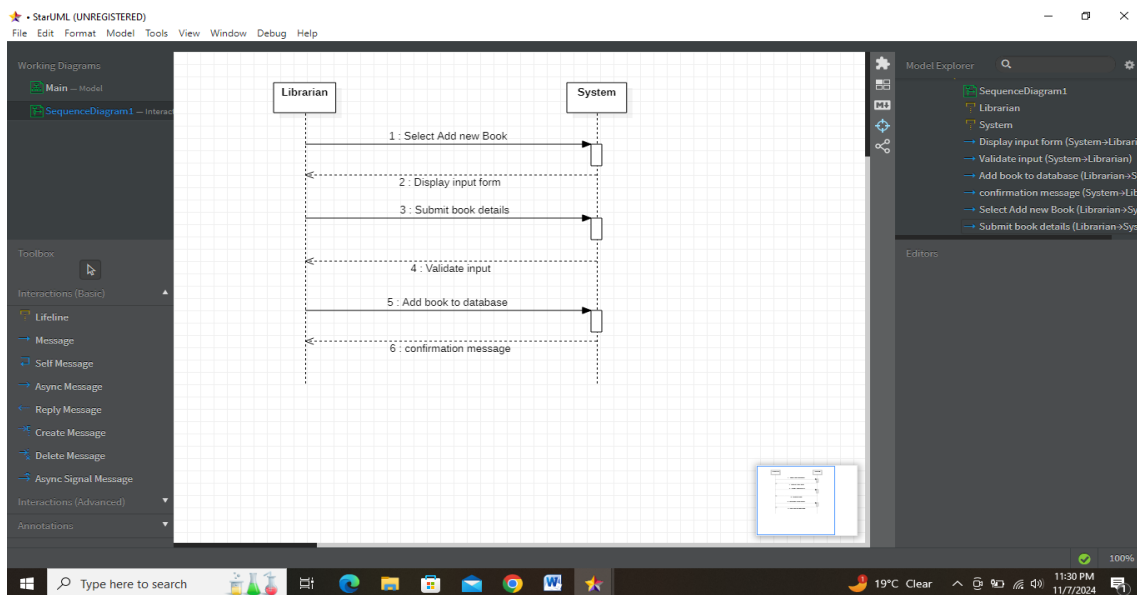 • StarUML (UNREGISTERED)
File Edit Format Model Tools View Window Debug Help
Working Diagrams
Main — Model
SequenceDiagram1 — Interact
Toolbox
Interactions (Basic)
Lifeline
Message
Self Message
Async Message
Reply Message
Create Message
Delete Message
Async Signal Message
Interactions (Advanced)
Annotations
Librarian System
1 : Select Add new Book
2 : Display input form
3 : Submit book details
4 : Validate input
5 : Add book to database
6 : confirmation message
Model Explorer
SequenceDiagram1
Librarian
System
Display input form (System→Librari
Validate input (System→Librarian)
Add book to database (Librarian→S
confirmation message (System→Lib
Select Add new Book (Librarian→Sy
Submit book details (Librarian→Sys
Editors
100%
Type here to search
19°C Clear
11:30 PM
11/7/2024